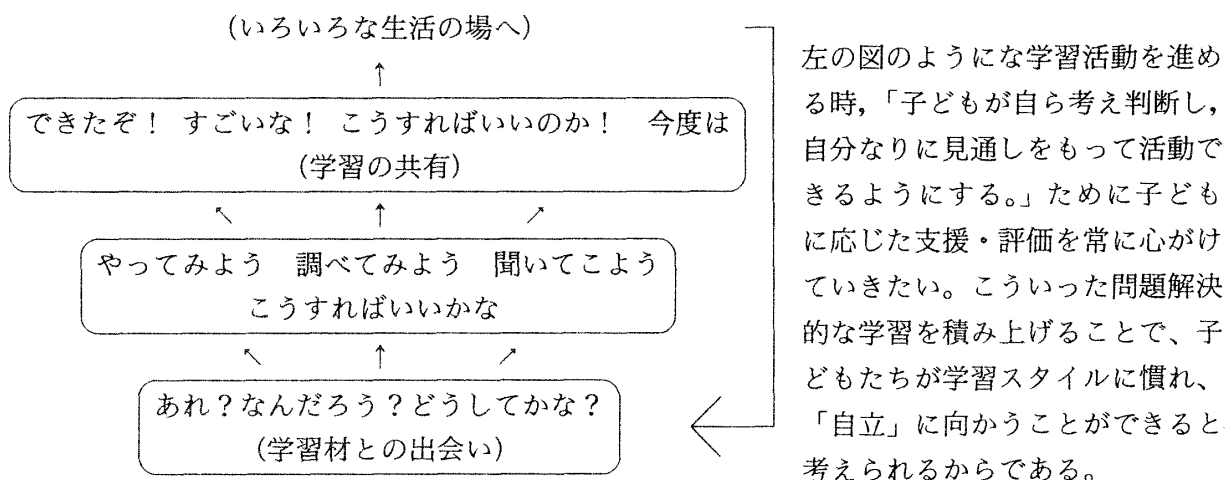 (いろいろな生活の場へ)
↑
できたぞ! すごいな! こうすればいいのか! 今度は
(学習の共有)
↖ ↑ ↗
やってみよう 調べてみよう 聞いてこよう
こうすればいいかな
↖ ↑ ↗
あれ?なんだろう?どうしてかな?
(学習材との出会い)
左の図のようにな学習活動を進め
る時,「子どもが自ら考え判断し,
自分なりに見通しをもって活動で
きるようにする。」ために子ども
に応じた支援・評価を常に心がけ
ていきたい。こういった問題解決
的な学習を積み上げることで、子
どもたちが学習スタイルに慣れ、
「自立」に向かうことができると
考えられるからである。